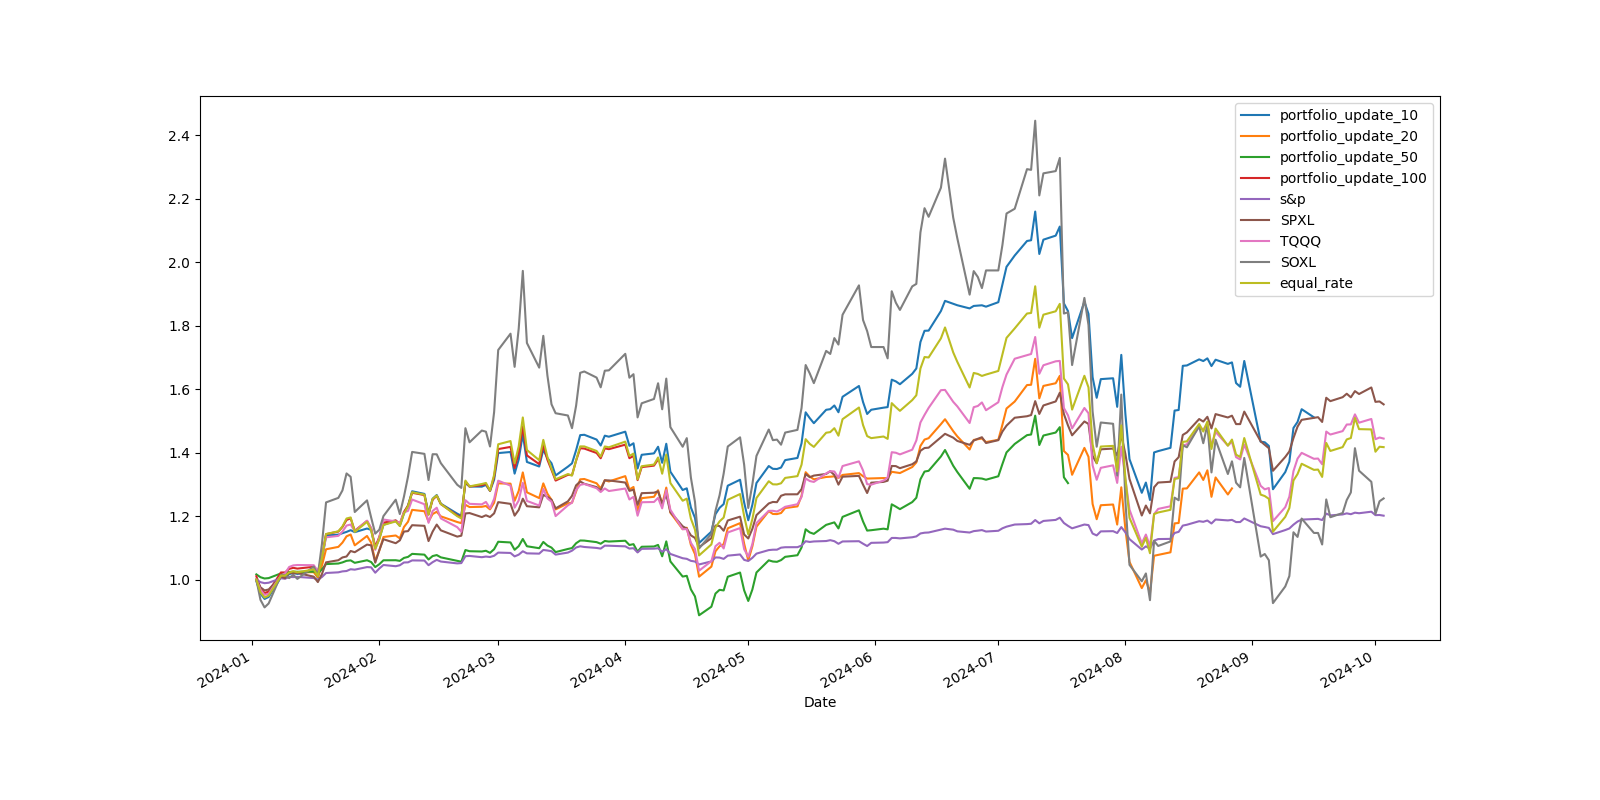 2.4
2.2
2.0
1.8
1.6
1.4
1.2
1.0
portfolio_update_10
portfolio_update_20
portfolio_update_50
portfolio_update_100
s&p
SPXL
TQQQ
SOXL
equal_rate
2024-01
2024-02
2024-03
2024-04
2024-05
2024-06
2024-07
2024-08
2024-09
2024-10
Date